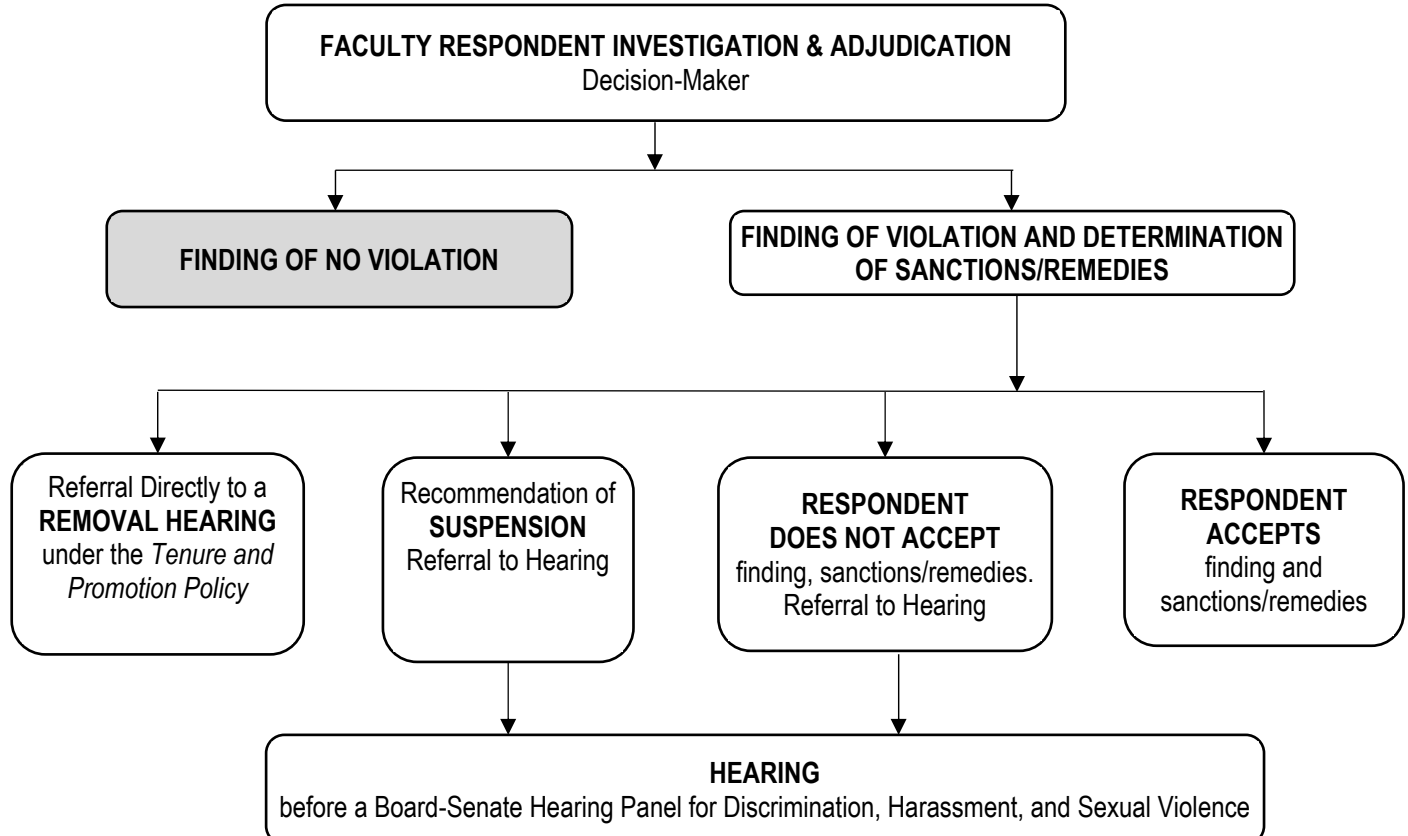 FACULTY RESPONDENT INVESTIGATION & ADJUDICATION
Decision-Maker
FINDING OF NO VIOLATION
FINDING OF VIOLATION AND DETERMINATION
OF SANCTIONS/REMEDIES
Referral Directly to a
REMOVAL HEARING
under the Tenure and
Promotion Policy
Recommendation of
SUSPENSION
Referral to Hearing
RESPONDENT
DOES NOT ACCEPT
finding, sanctions/remedies.
Referral to Hearing
RESPONDENT
ACCEPTS
finding and
sanctions/remedies
HEARING
before a Board-Senate Hearing Panel for Discrimination, Harassment, and Sexual Violence